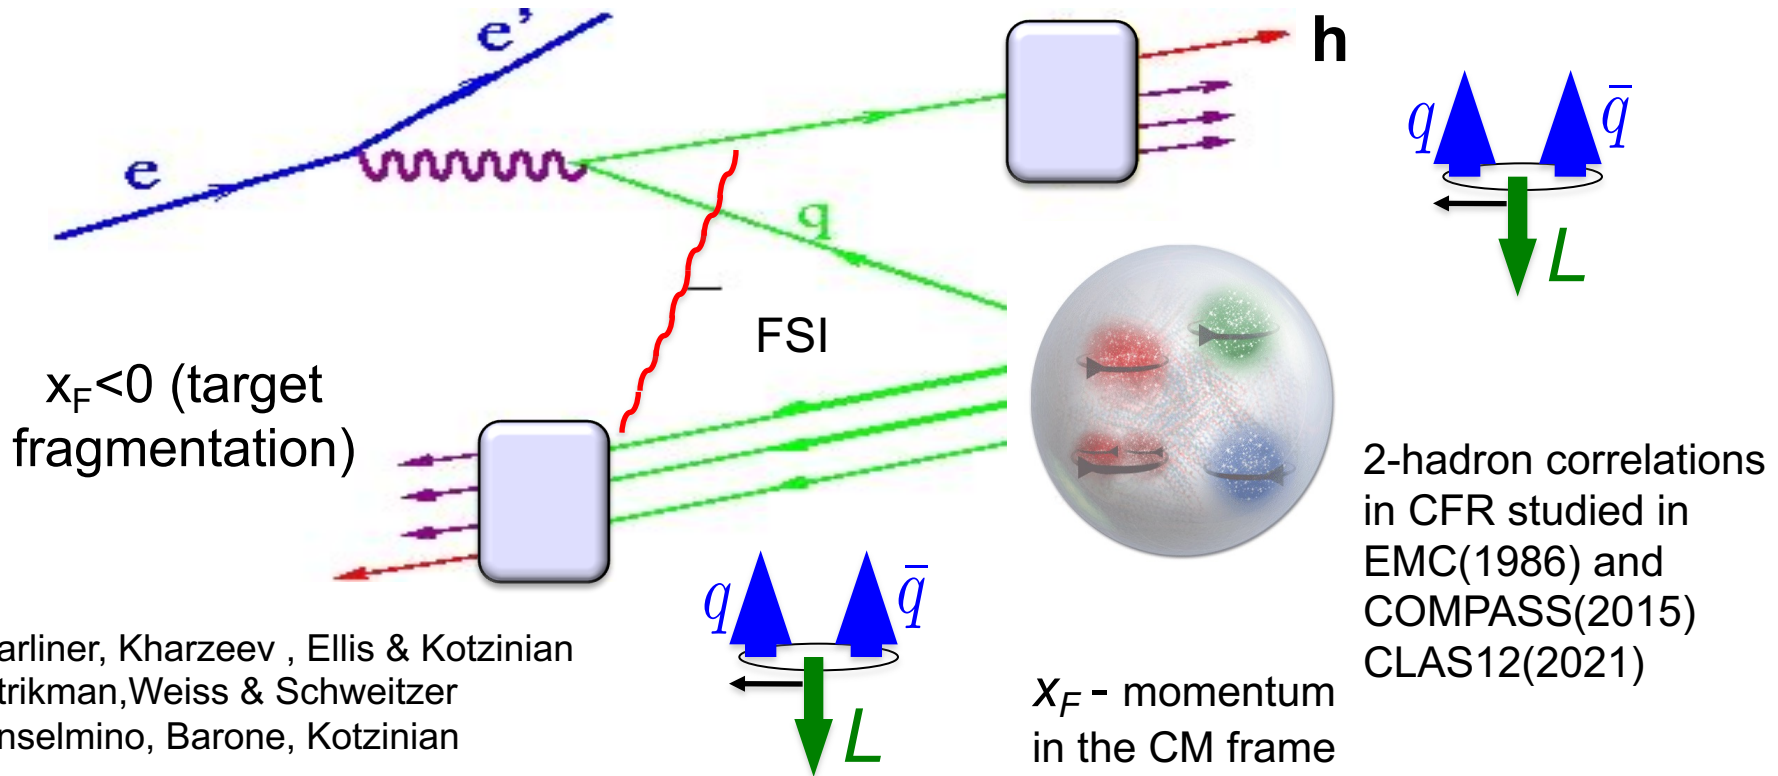 e'
h
e
q
q̄
q
L
FSI
x_F<0 (target
fragmentation)
2-hadron correlations
in CFR studied in
EMC(1986) and
COMPASS(2015)
CLAS12(2021)
q
q̄
L
arliner, Kharzeev , Ellis & Kotzinian
trikman,Weiss & Schweitzer
nselmino, Barone, Kotzinian
x_F - momentum
in the CM frame